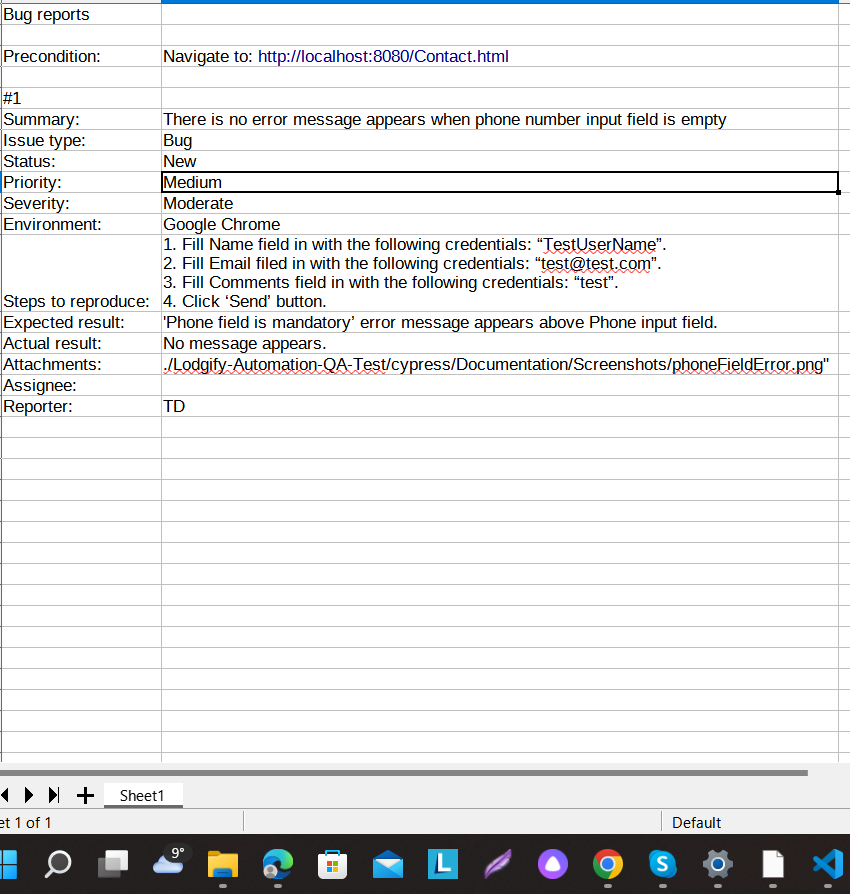 Bug reports
Precondition: Navigate to: http://localhost:8080/Contact.html
#1
Summary: There is no error message appears when phone number input field is empty
Issue type: Bug
Status: New
Priority: Medium
Severity: Moderate
Environment: Google Chrome
1. Fill Name field in with the following credentials: “TestUserName”.
2. Fill Email filed in with the following credentials: “test@test.com”.
3. Fill Comments field in with the following credentials: “test”.
Steps to reproduce: 4. Click ‘Send’ button.
Expected result: 'Phone field is mandatory’ error message appears above Phone input field.
Actual result: No message appears.
Attachments: ./Lodgify-Automation-QA-Test/cypress/Documentation/Screenshots/phoneFieldError.png"
Assignee:
Reporter: TD
Sheet1
et 1 of 1 Default
9°
L
S